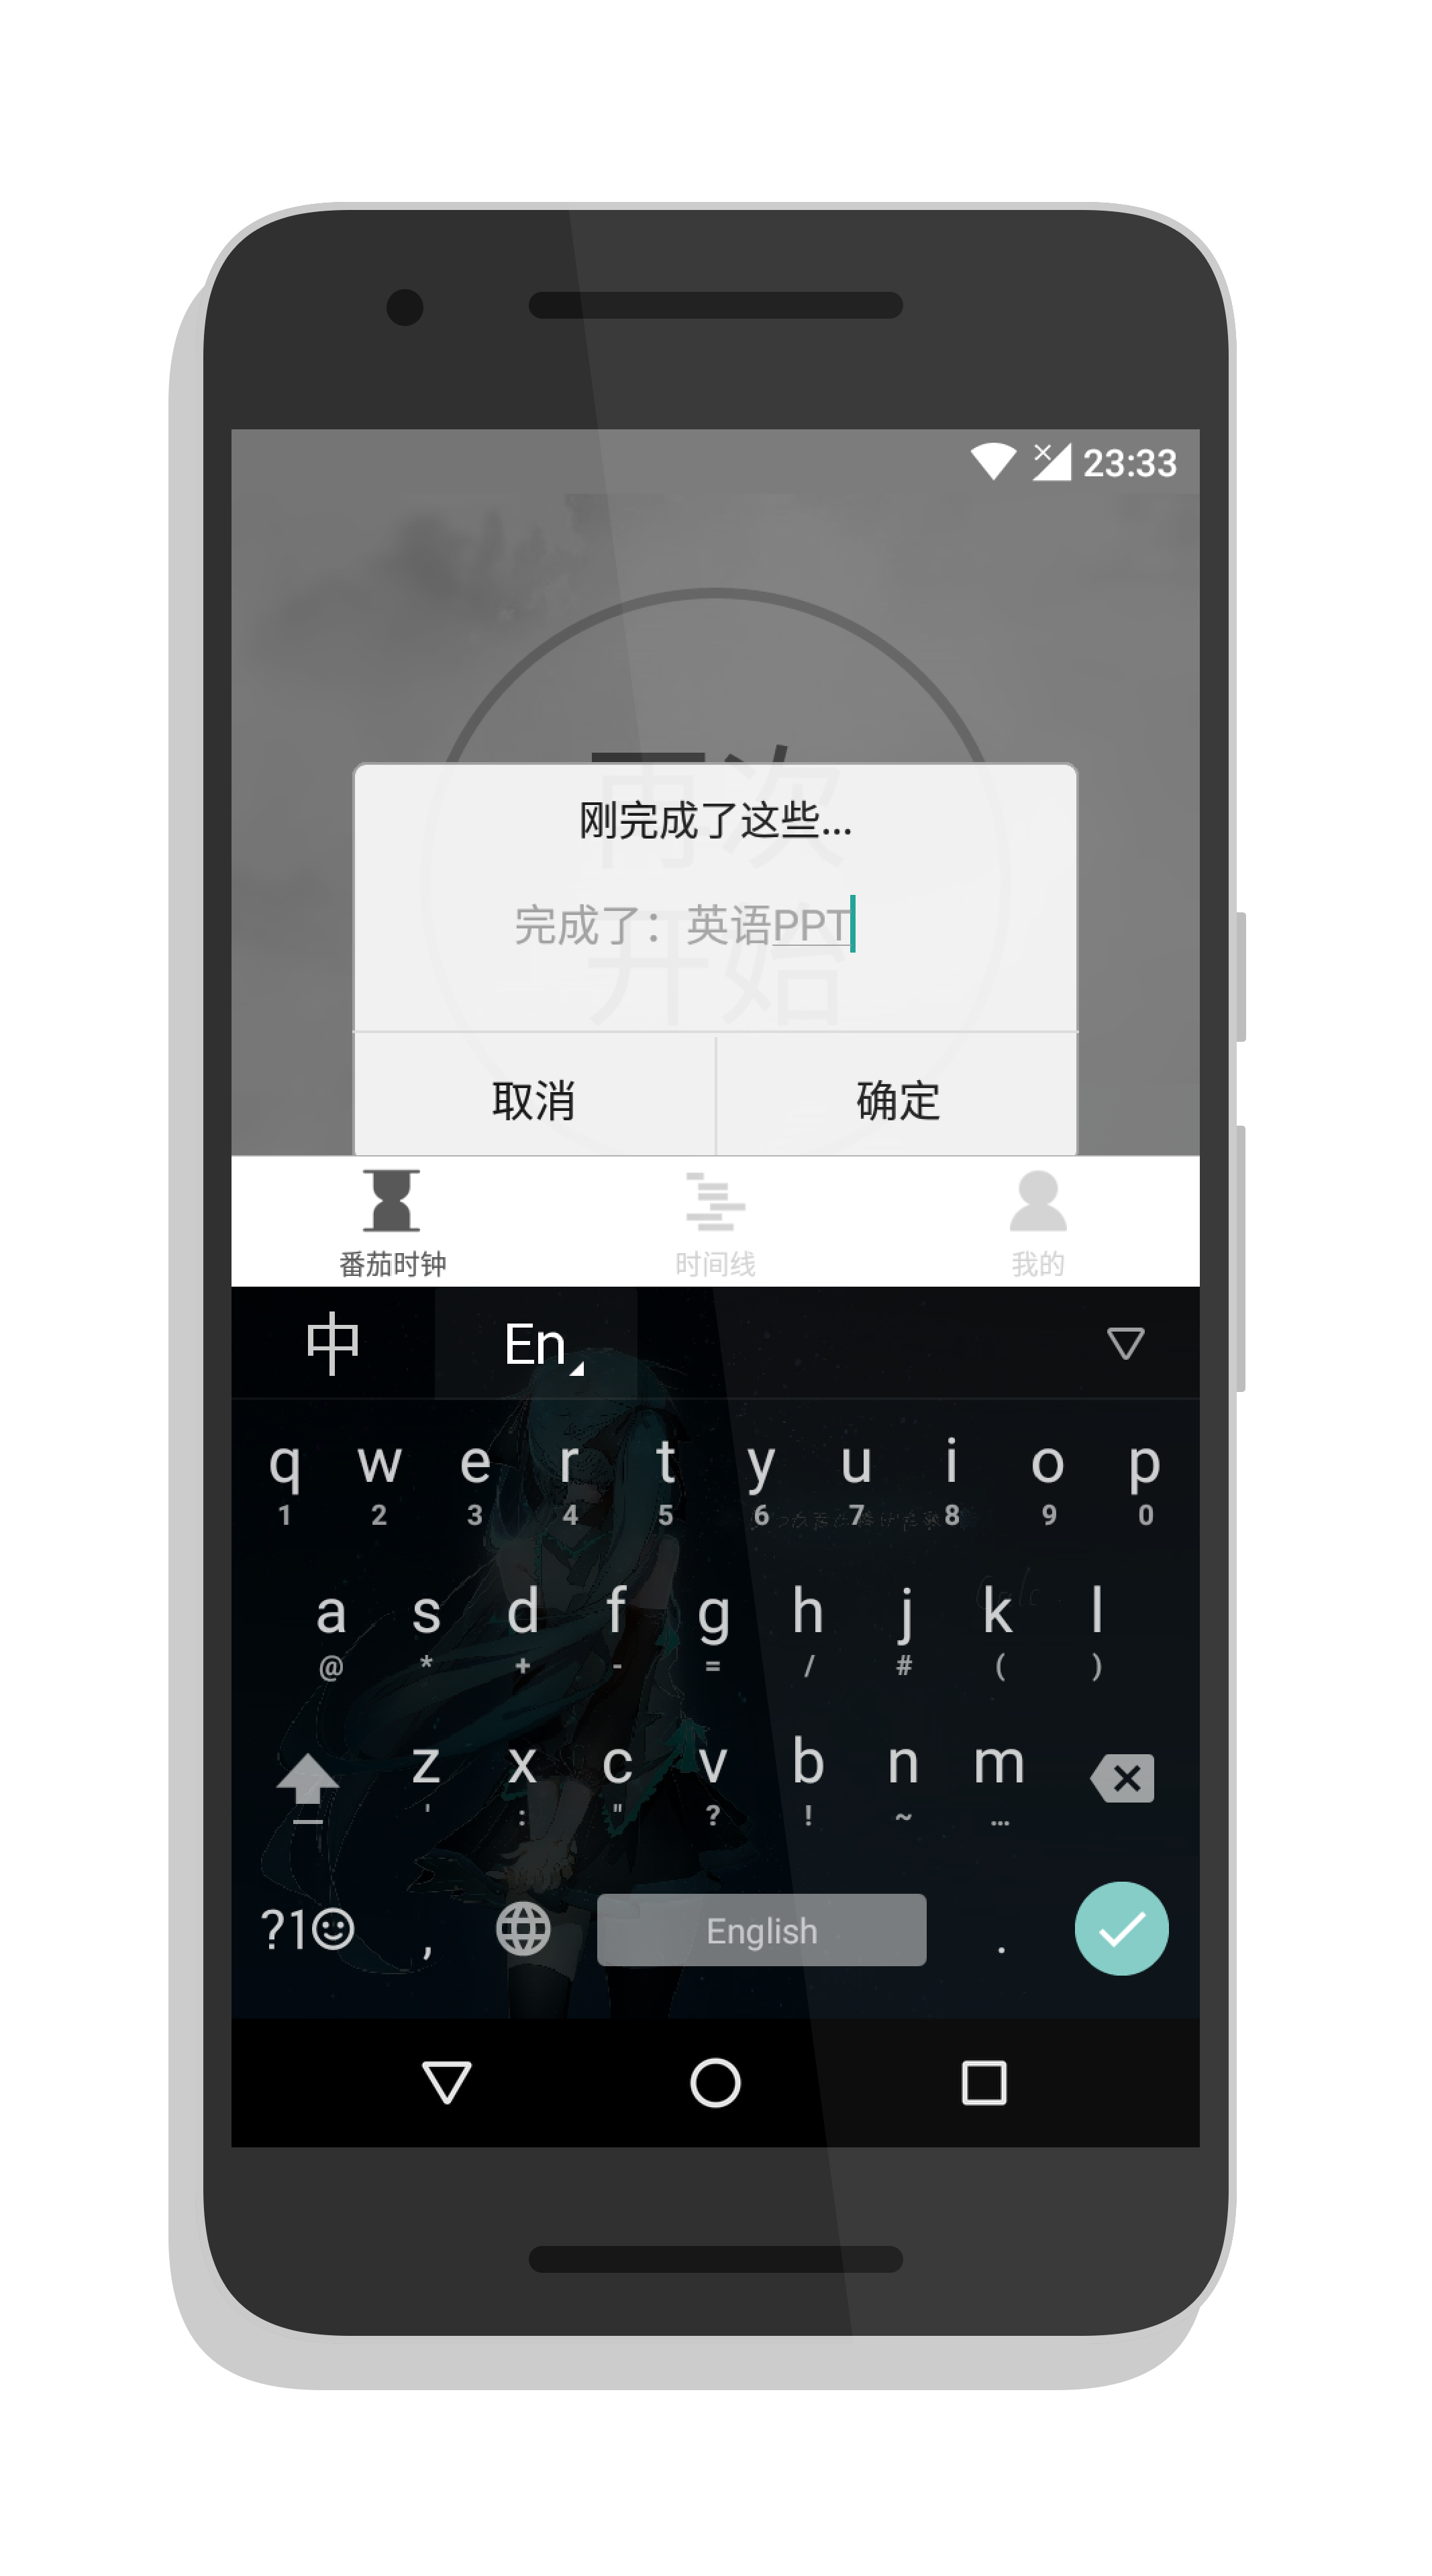 23:33
再次
开始
刚完成了这些...
完成了：英语PPT
取消 确定
番茄时钟 时间线 我的
中 En
q w e r t y u i o p
1 2 3 4 5 6 7 8 9 0
a s d f g h j k l
@ * + - = / # ( )
z x c v b n m
' : " ? ! ~ …
?1☺ , English .